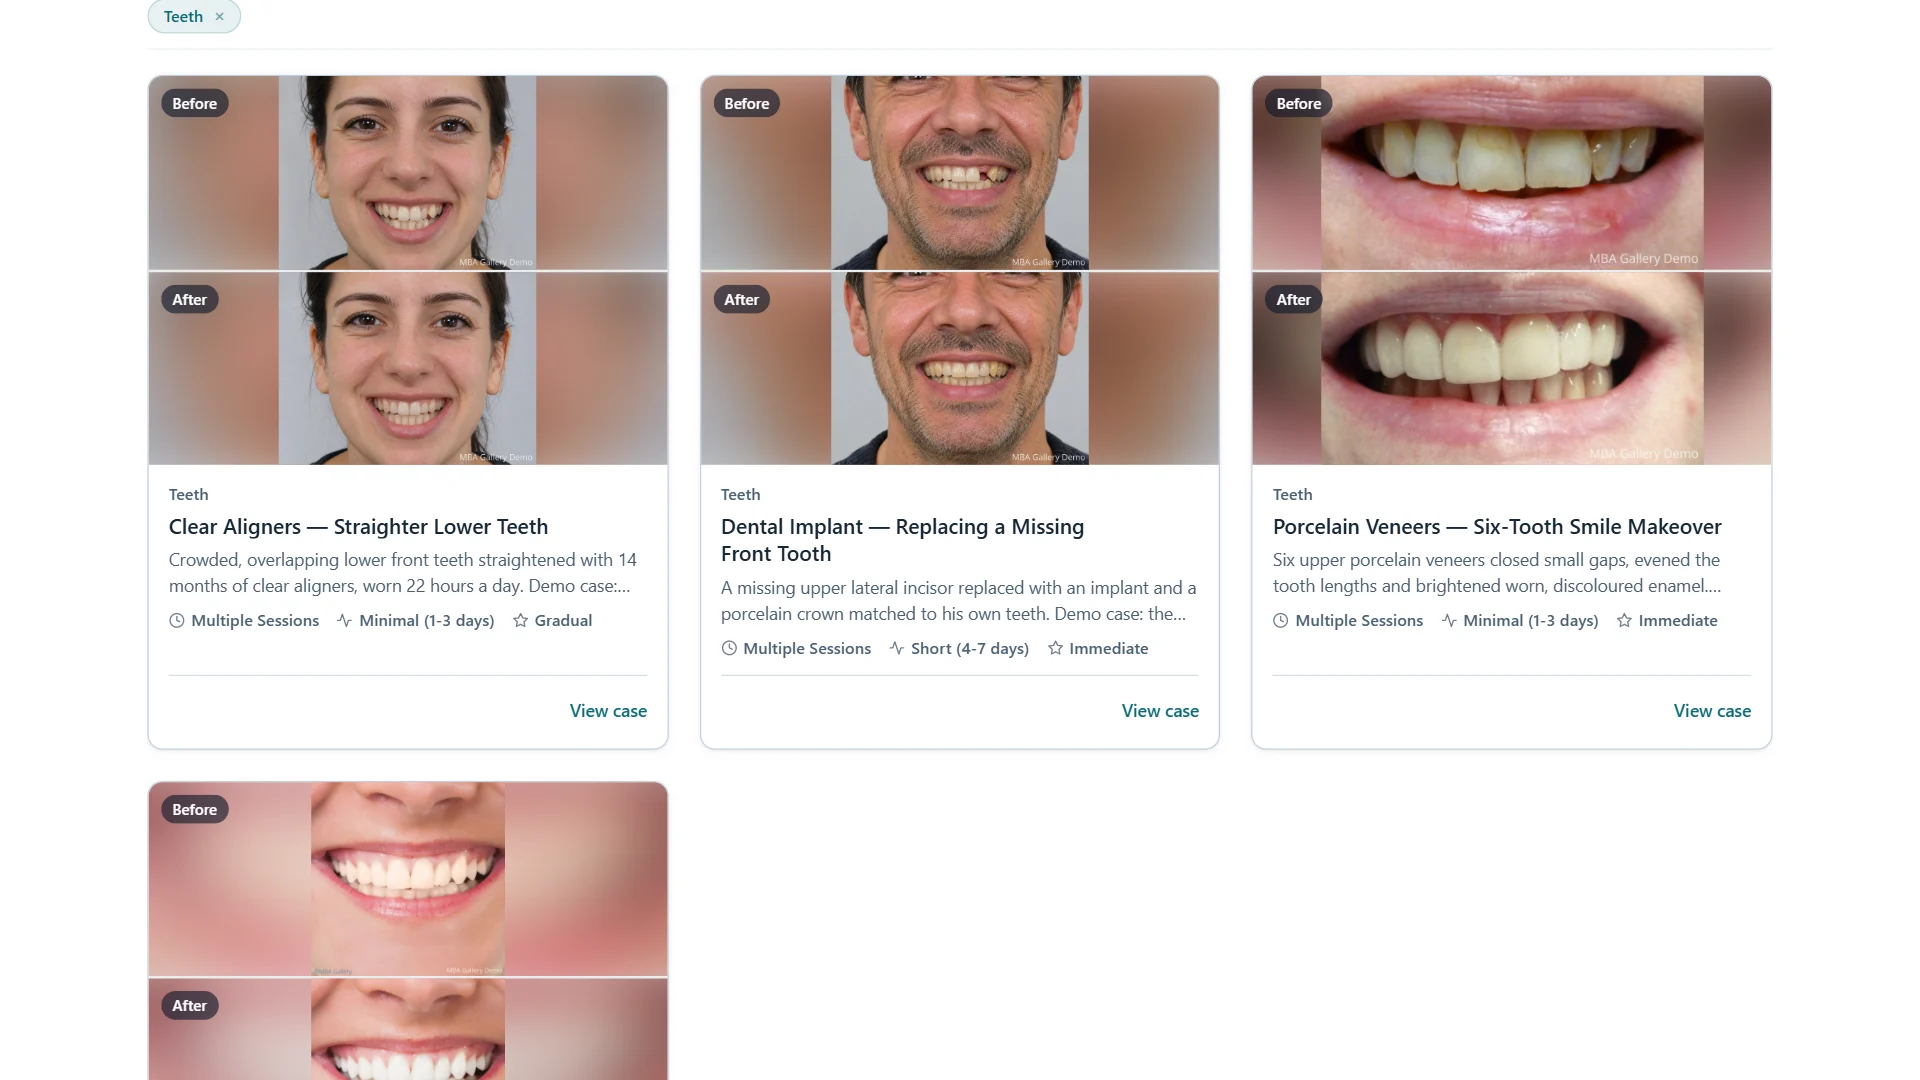 Teeth ×
Before
MBA Gallery Demo
After
MBA Gallery Demo
Teeth
Clear Aligners — Straighter Lower Teeth
Crowded, overlapping lower front teeth straightened with 14
months of clear aligners, worn 22 hours a day. Demo case:...
Multiple Sessions Minimal (1-3 days) Gradual
View case
Before
MBA Gallery Demo
After
MBA Gallery Demo
Teeth
Dental Implant — Replacing a Missing
Front Tooth
A missing upper lateral incisor replaced with an implant and a
porcelain crown matched to his own teeth. Demo case: the...
Multiple Sessions Short (4-7 days) Immediate
View case
Before
MBA Gallery Demo
After
MBA Gallery Demo
Teeth
Porcelain Veneers — Six-Tooth Smile Makeover
Six upper porcelain veneers closed small gaps, evened the
tooth lengths and brightened worn, discoloured enamel....
Multiple Sessions Minimal (1-3 days) Immediate
View case
Before
MBA Gallery MBA Gallery Demo
After